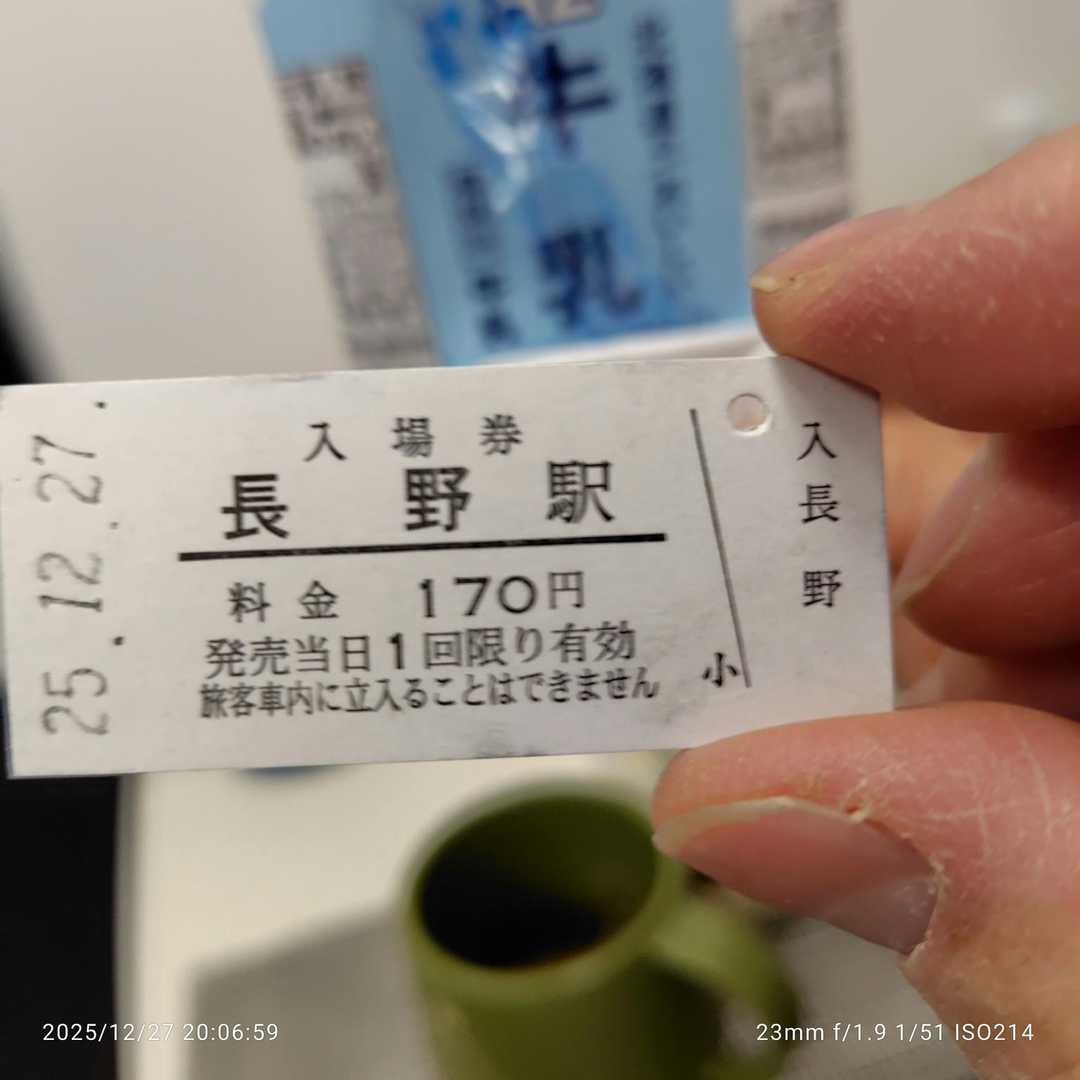 牛乳
25.12.27.
入場券
長野駅
料金 170円
発売当日1回限り有効
旅客車内に立入ることはできません
小
入長野
2025/12/27 20:06:59
23mm f/1.9 1/51 ISO214